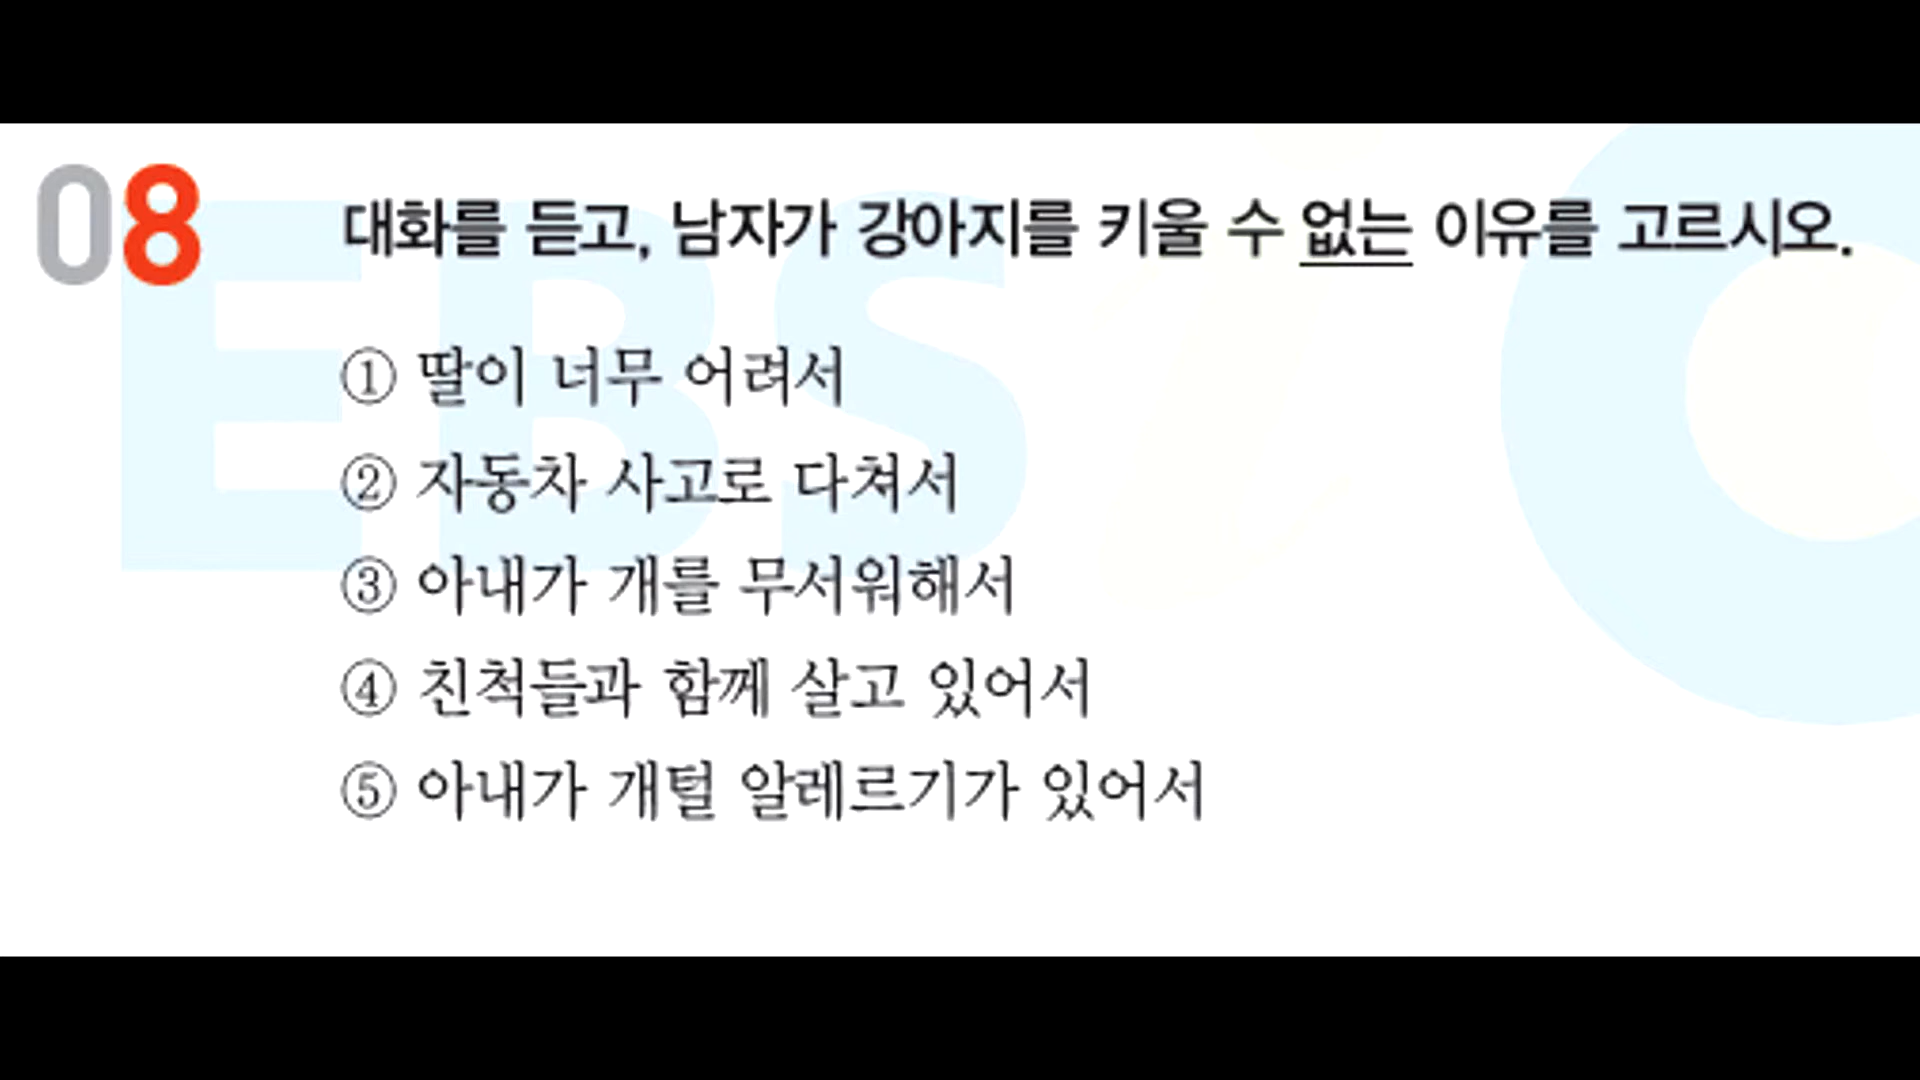 08 대화를 듣고, 남자가 강아지를 키울 수 없는 이유를 고르시오.
① 딸이 너무 어려서
② 자동차 사고로 다쳐서
③ 아내가 개를 무서워해서
④ 친척들과 함께 살고 있어서
⑤ 아내가 개털 알레르기가 있어서
EBSi